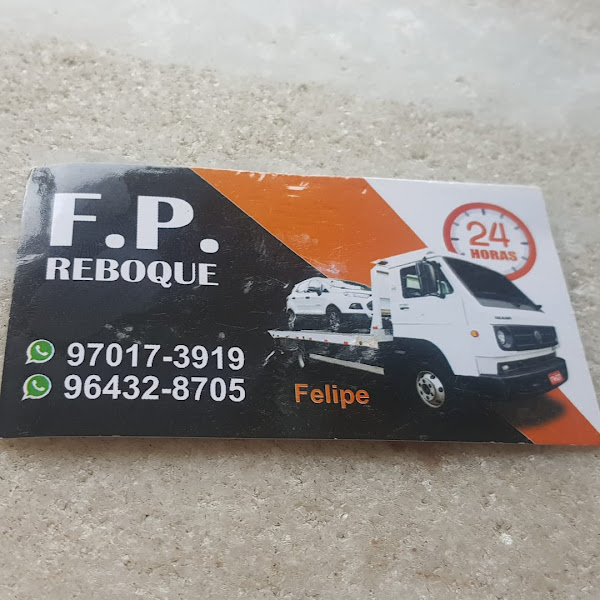 F.P.
REBOQUE
24
HORAS
97017-3919
96432-8705
Felipe